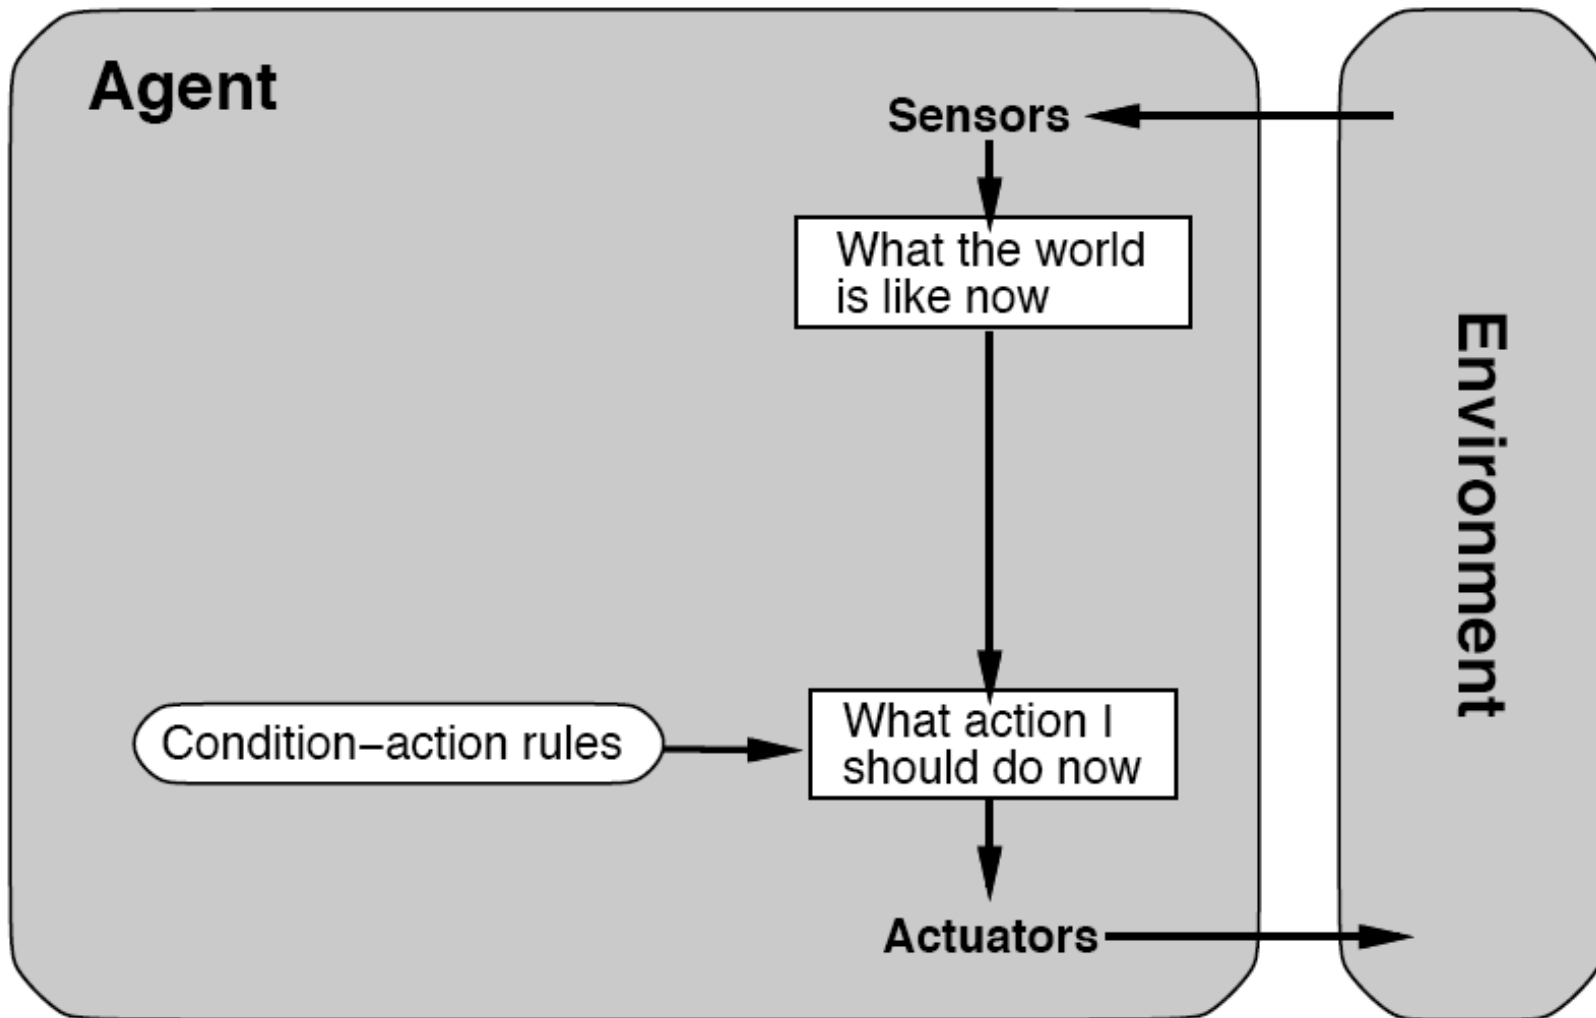 Agent
Sensors
What the world
is like now
Environment
Condition–action rules
What action I
should do now
Actuators